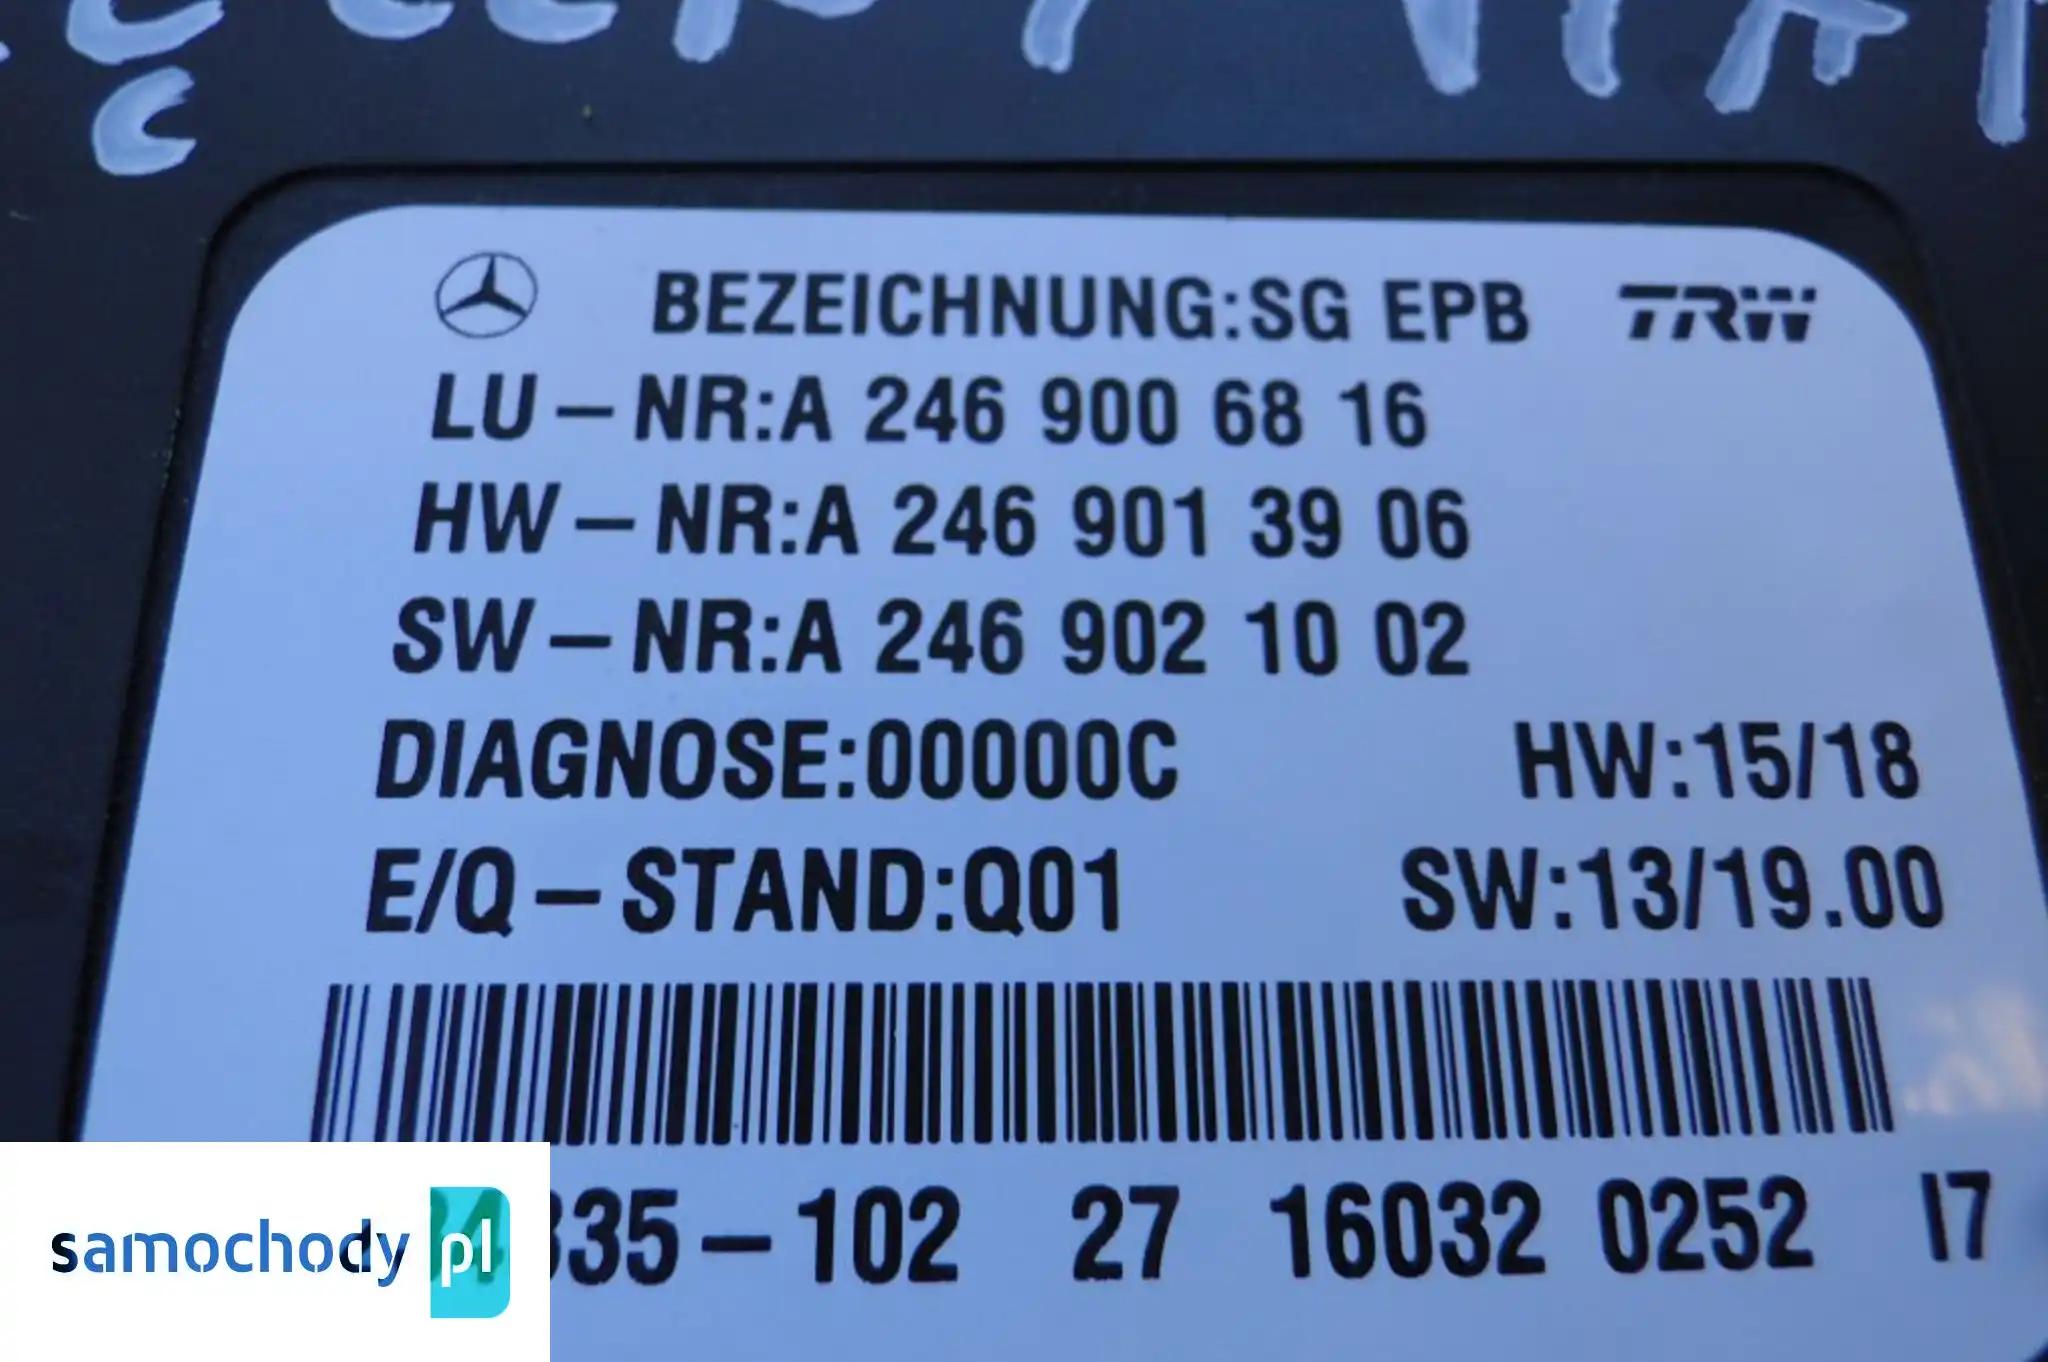 BEZEICHNUNG:SG EPB TRW
LU-NR:A 246 900 68 16
HW-NR:A 246 901 39 06
SW-NR:A 246 902 10 02
DIAGNOSE:00000C HW:15/18
E/Q-STAND:Q01 SW:13/19.00
335-102 27 16032 0252 I7
samochody pl